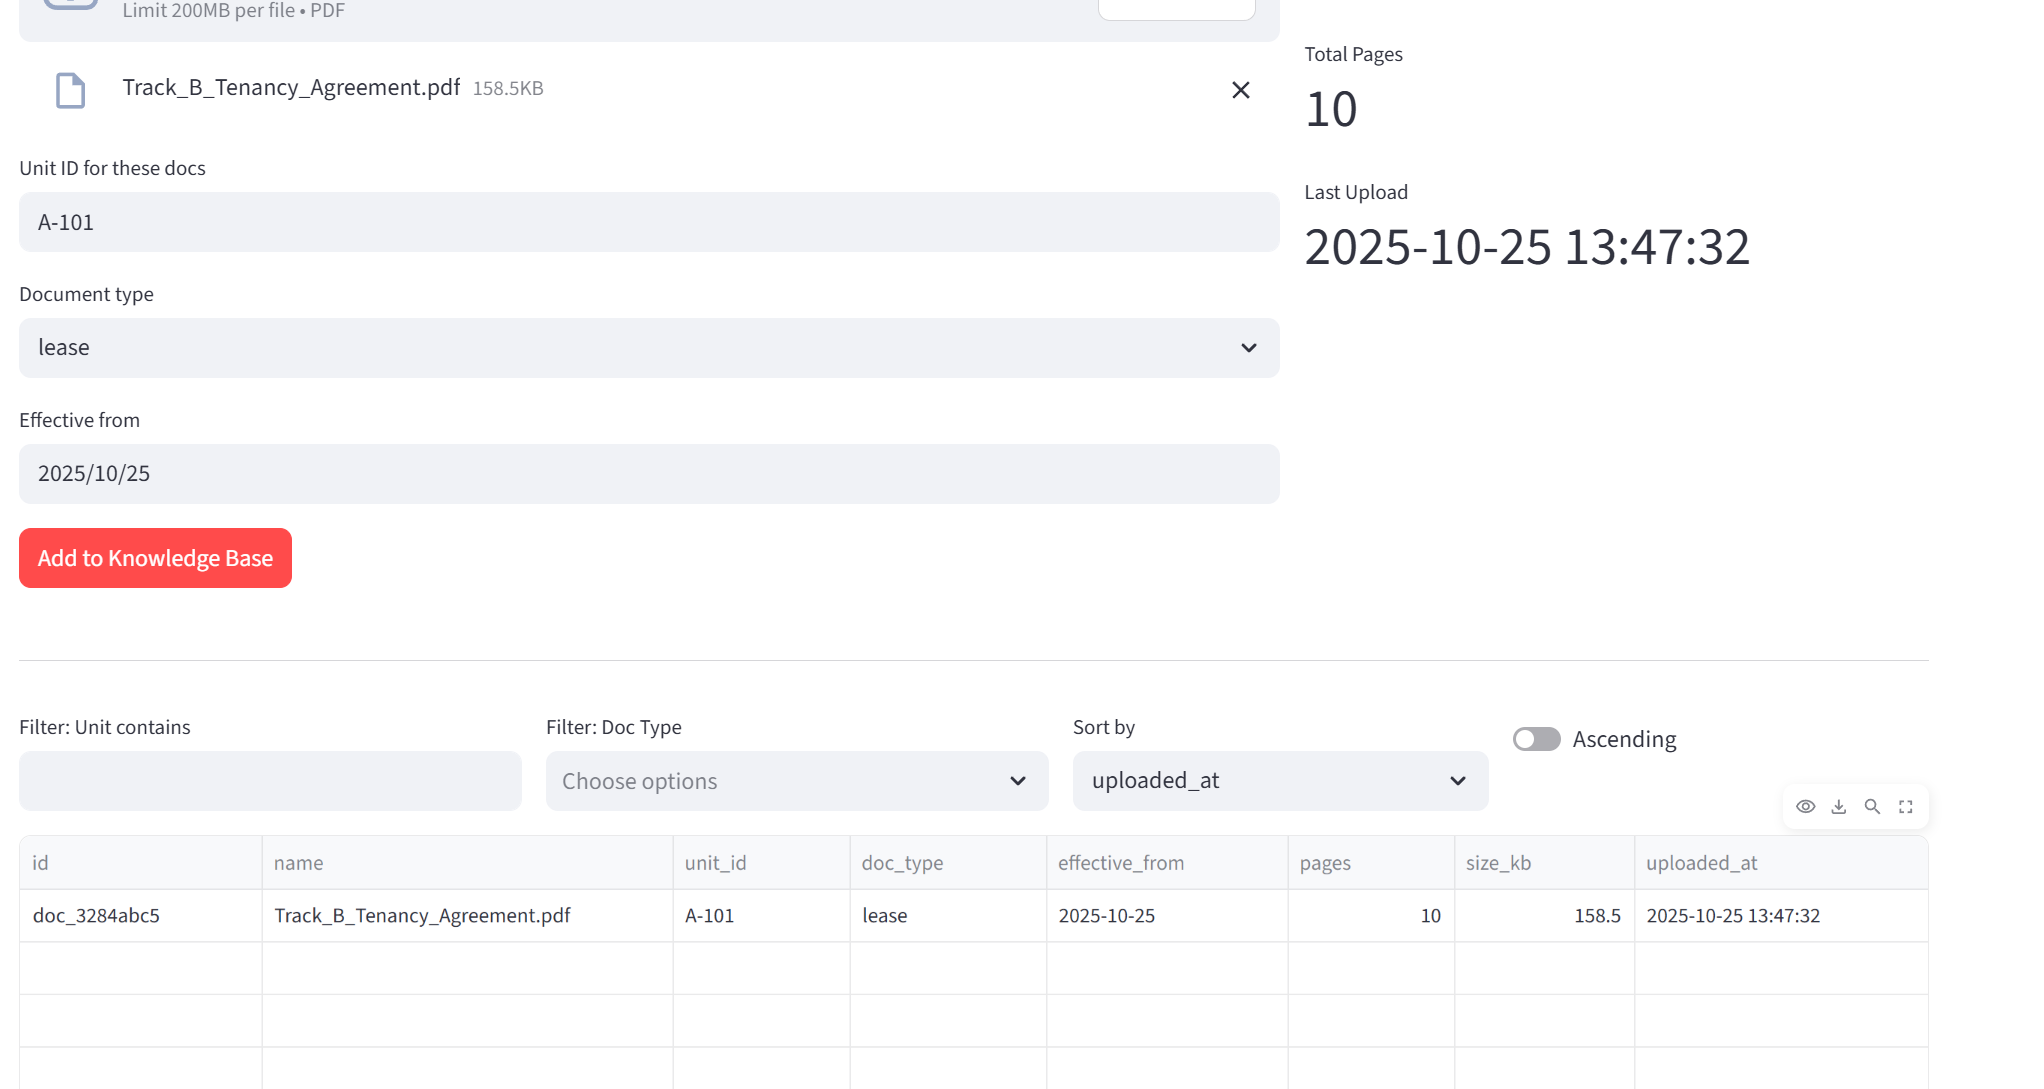 Limit 200MB per file • PDF
Track_B_Tenancy_Agreement.pdf 158.5KB
Unit ID for these docs
A-101
Document type
lease
Effective from
2025/10/25
Add to Knowledge Base
Total Pages
10
Last Upload
2025-10-25 13:47:32
Filter: Unit contains
Filter: Doc Type
Choose options
Sort by
uploaded_at
Ascending
id name unit_id doc_type effective_from pages size_kb uploaded_at
doc_3284abc5 Track_B_Tenancy_Agreement.pdf A-101 lease 2025-10-25 10 158.5 2025-10-25 13:47:32